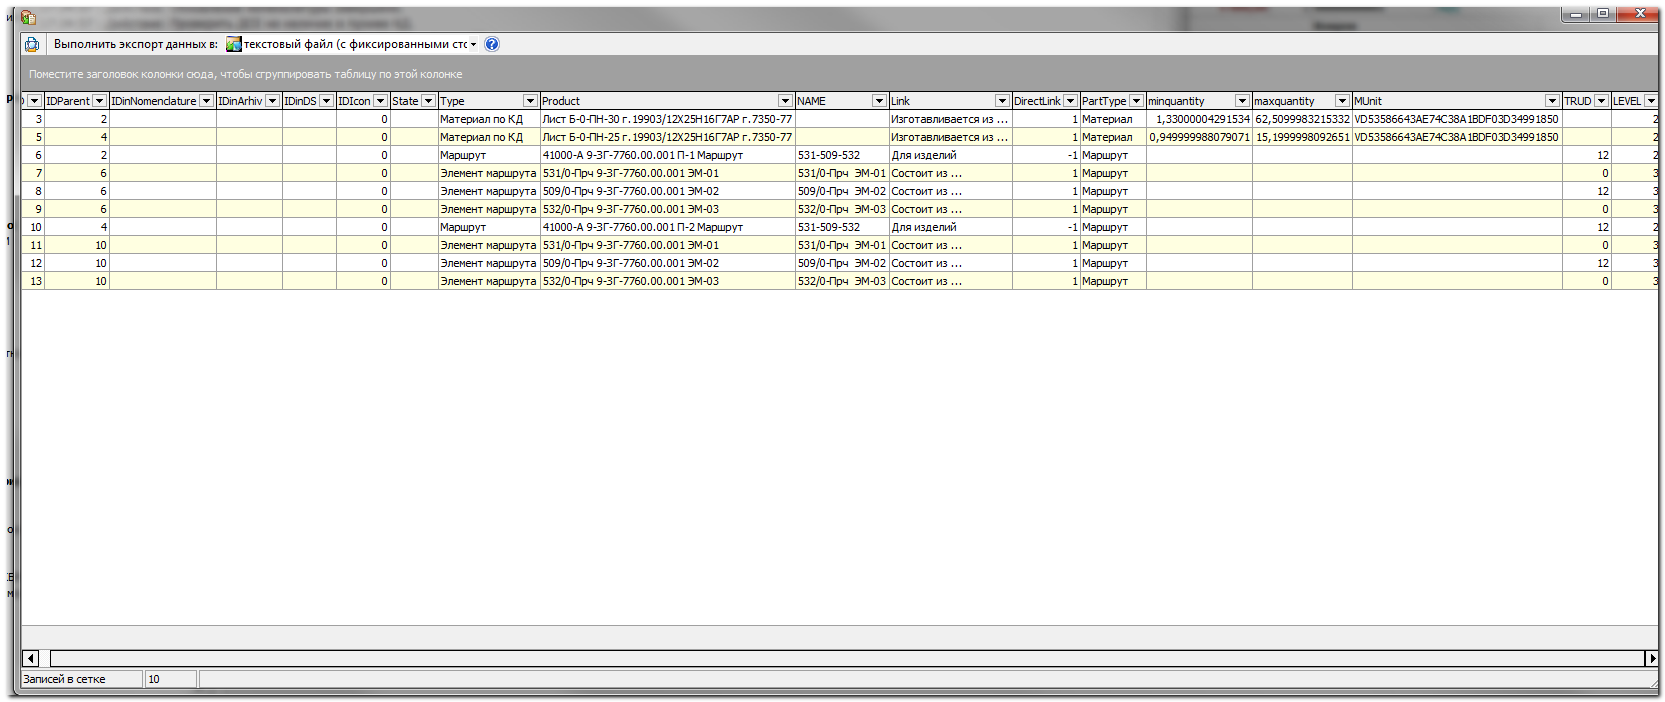 Выполнить экспорт данных в: текстовый файл (с фиксированными стс
Поместите заголовок колонки сюда, чтобы сгруппировать таблицу по этой колонке
IDParent IDinNomenclature IDinArhiv IDinDS IDIcon State Type Product NAME Link DirectLink PartType minquantity maxquantity MUnit TRUD LEVEL
3 2 0 Материал по КД Лист Б-0-ПН-30 г.19903/12Х25Н16Г7АР г.7350-77 Изготавливается из ... 1 Материал 1,33000004291534 62,5099983215332 VD53586643AE74C38A1BDF03D34991850 2
5 4 0 Материал по КД Лист Б-0-ПН-25 г.19903/12Х25Н16Г7АР г.7350-77 Изготавливается из ... 1 Материал 0,949999988079071 15,1999998092651 VD53586643AE74C38A1BDF03D34991850 2
6 2 0 Маршрут 41000-А 9-ЗГ-7760.00.001 П-1 Маршрут 531-509-532 Для изделий -1 Маршрут 12 2
7 6 0 Элемент маршрута 531/0-Прч 9-ЗГ-7760.00.001 ЭМ-01 531/0-Прч ЭМ-01 Состоит из ... 1 Маршрут 0 3
8 6 0 Элемент маршрута 509/0-Прч 9-ЗГ-7760.00.001 ЭМ-02 509/0-Прч ЭМ-02 Состоит из ... 1 Маршрут 12 3
9 6 0 Элемент маршрута 532/0-Прч 9-ЗГ-7760.00.001 ЭМ-03 532/0-Прч ЭМ-03 Состоит из ... 1 Маршрут 0 3
10 4 0 Маршрут 41000-А 9-ЗГ-7760.00.001 П-2 Маршрут 531-509-532 Для изделий -1 Маршрут 12 2
11 10 0 Элемент маршрута 531/0-Прч 9-ЗГ-7760.00.001 ЭМ-01 531/0-Прч ЭМ-01 Состоит из ... 1 Маршрут 0 3
12 10 0 Элемент маршрута 509/0-Прч 9-ЗГ-7760.00.001 ЭМ-02 509/0-Прч ЭМ-02 Состоит из ... 1 Маршрут 12 3
13 10 0 Элемент маршрута 532/0-Прч 9-ЗГ-7760.00.001 ЭМ-03 532/0-Прч ЭМ-03 Состоит из ... 1 Маршрут 0 3
Записей в сетке 10